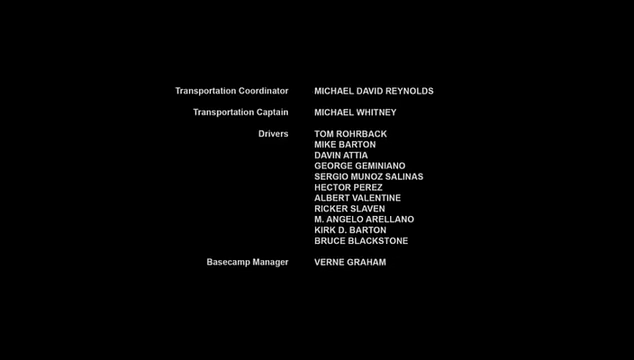 Transportation Coordinator MICHAEL DAVID REYNOLDS
Transportation Captain MICHAEL WHITNEY
Drivers TOM ROHRBACK
MIKE BARTON
DAVIN ATTIA
GEORGE GEMINIANO
SERGIO MUNOZ SALINAS
HECTOR PEREZ
ALBERT VALENTINE
RICKER SLAVEN
M. ANGELO ARELLANO
KIRK D. BARTON
BRUCE BLACKSTONE
Basecamp Manager VERNE GRAHAM